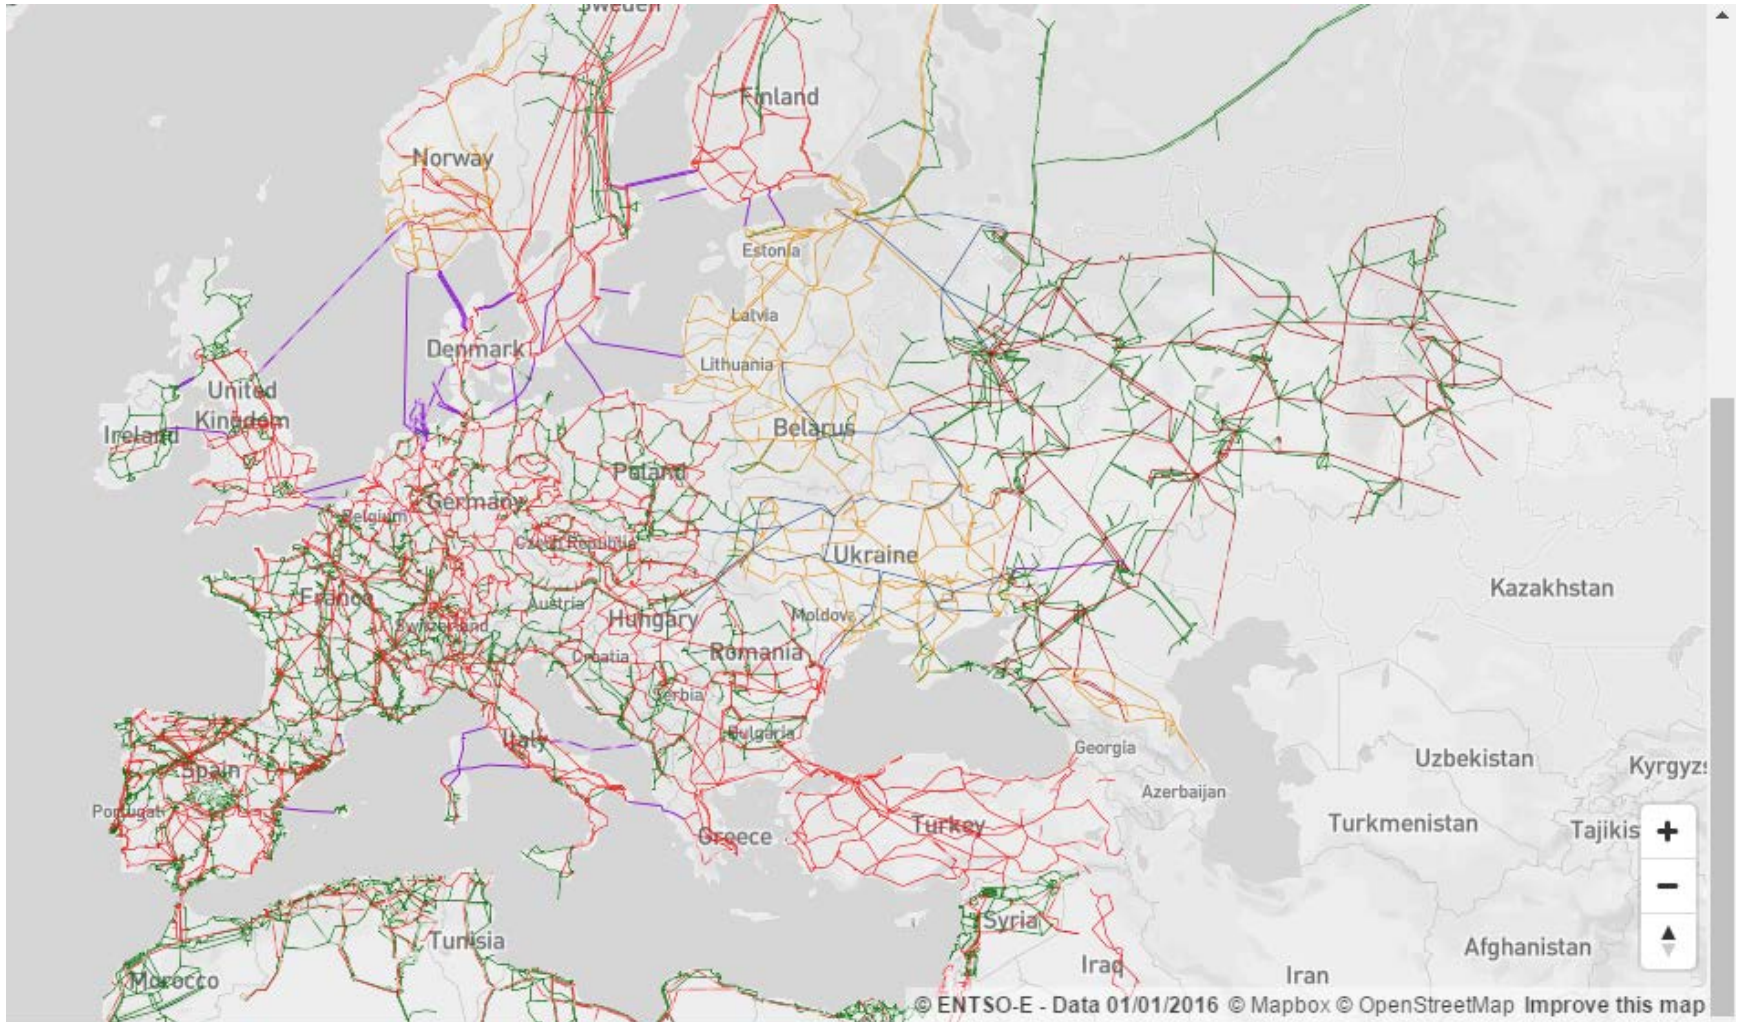 Sweden
Finland
Norway
Estonia
Latvia
Denmark
Lithuania
United
Kingdom
Ireland
Belarus
Poland
Germany
Belgium
Czech Republic
Ukraine
Kazakhstan
France
Austria
Switzerland
Hungary
Moldova
Romania
Croatia
Serbia
Bulgaria
Italy
Georgia
Uzbekistan
Kyrgyzs
Spain
Azerbaijan
Portugal
Greece
Turkey
Turkmenistan
Tajikis
+
−
Syria
Tunisia
Iraq
Iran
Afghanistan
Morocco
© ENTSO-E - Data 01/01/2016 © Mapbox © OpenStreetMap Improve this map